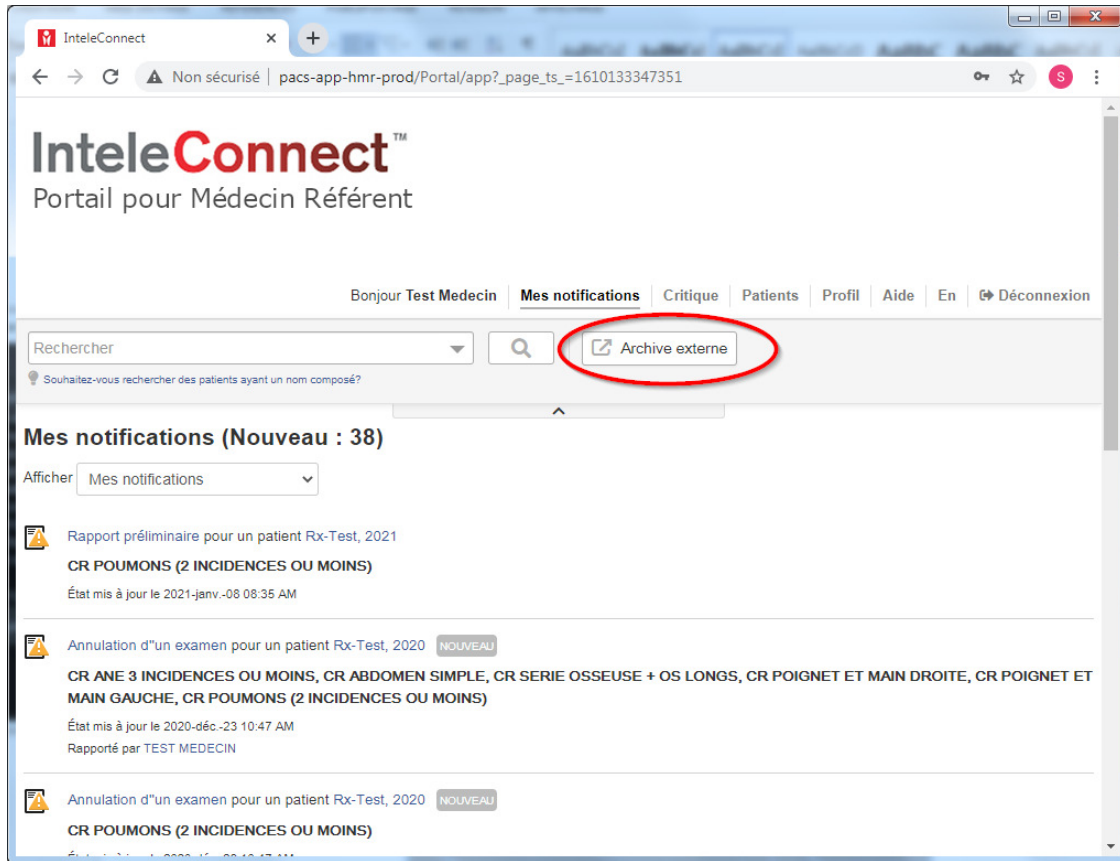 InteleConnect
Non sécurisé | pacs-app-hmr-prod/Portal/app?_page_ts_=1610133347351
S
InteleConnect™
Portail pour Médecin Référent
Bonjour Test Medecin Mes notifications Critique Patients Profil Aide En Déconnexion
Rechercher Archive externe
Souhaitez-vous rechercher des patients ayant un nom composé?
Mes notifications (Nouveau : 38)
Afficher Mes notifications
Rapport préliminaire pour un patient Rx-Test, 2021
CR POUMONS (2 INCIDENCES OU MOINS)
État mis à jour le 2021-janv.-08 08:35 AM
Annulation d"un examen pour un patient Rx-Test, 2020 NOUVEAU
CR ANE 3 INCIDENCES OU MOINS, CR ABDOMEN SIMPLE, CR SERIE OSSEUSE + OS LONGS, CR POIGNET ET MAIN DROITE, CR POIGNET ET
MAIN GAUCHE, CR POUMONS (2 INCIDENCES OU MOINS)
État mis à jour le 2020-déc.-23 10:47 AM
Rapporté par TEST MEDECIN
Annulation d"un examen pour un patient Rx-Test, 2020 NOUVEAU
CR POUMONS (2 INCIDENCES OU MOINS)